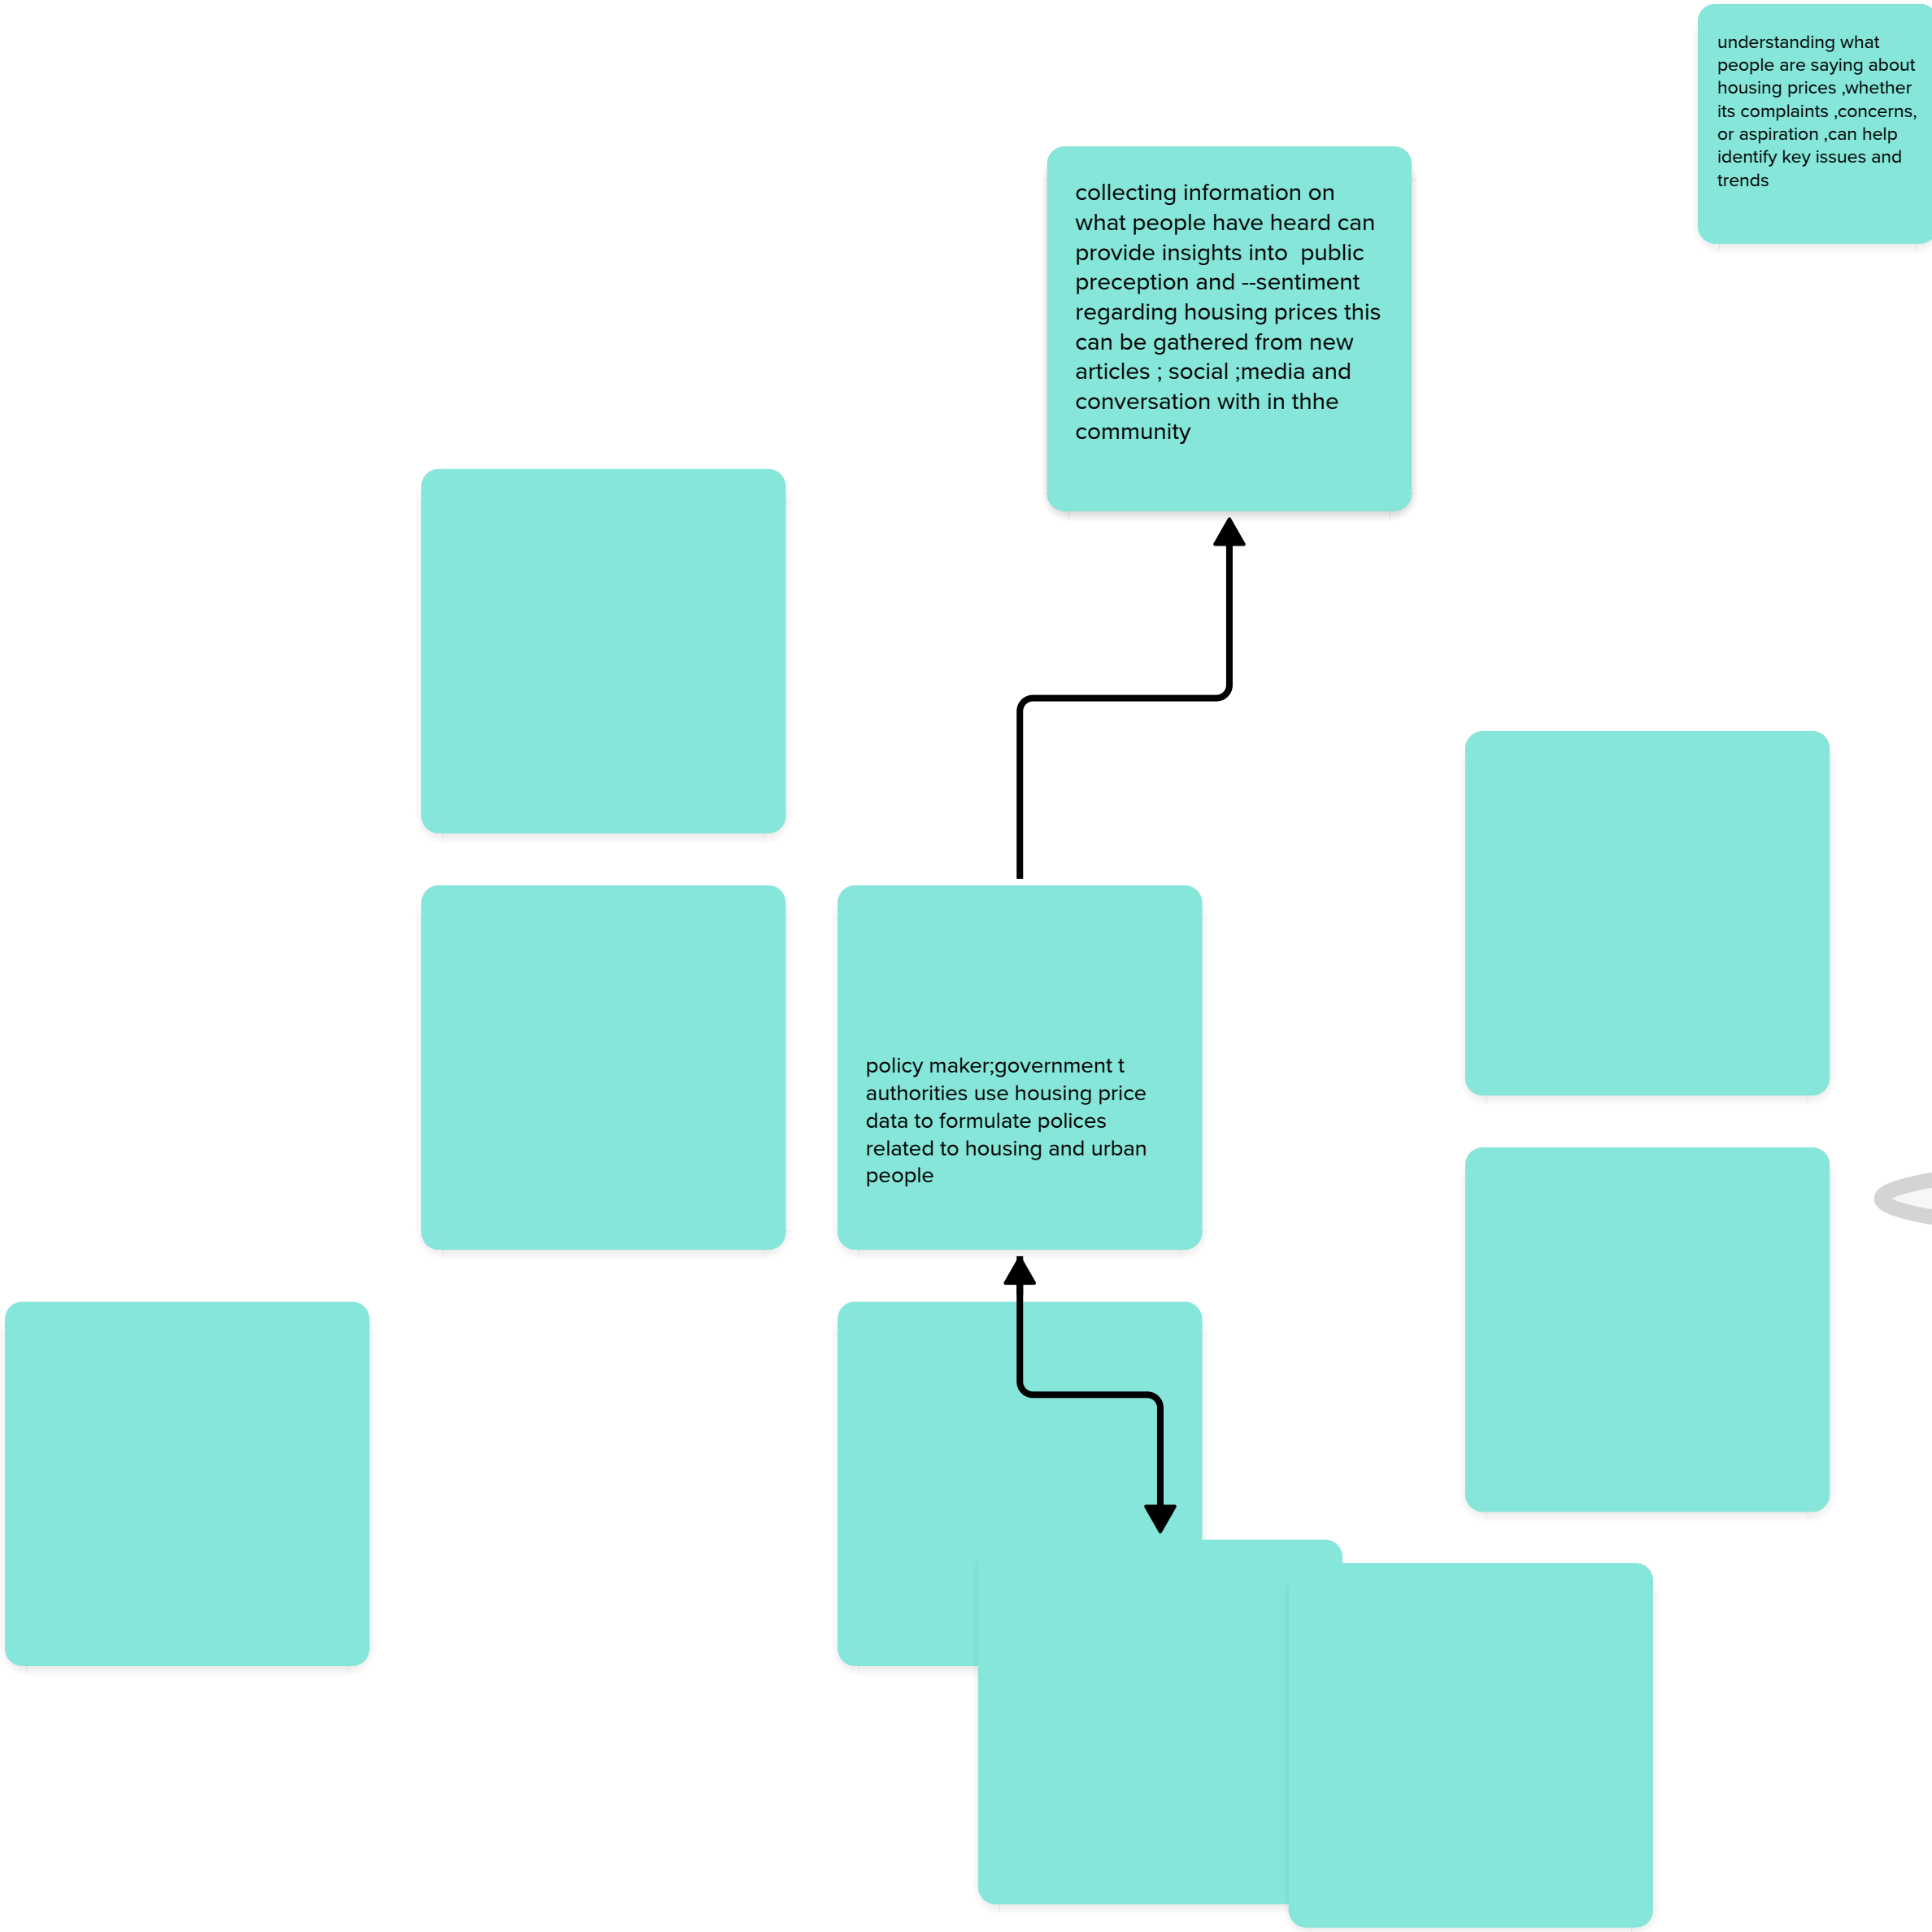 understanding what
people are saying about
housing prices ,whether
its complaints ,concerns,
or aspiration ,can help
identify key issues and
trends
collecting information on
what people have heard can
provide insights into  public
preception and --sentiment
regarding housing prices this
can be gathered from new
articles ; social ;media and
conversation with in thhe
community
policy maker;government t
authorities use housing price
data to formulate polices
related to housing and urban
people